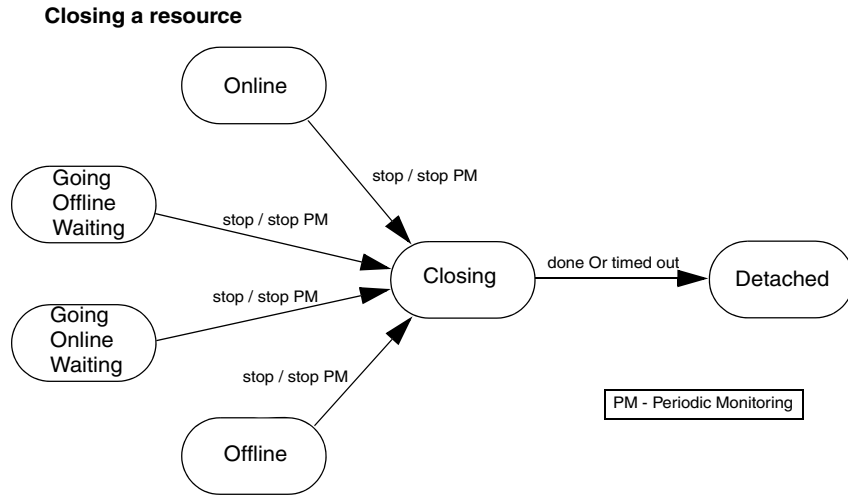 Closing a resource
Online
stop / stop PM
Going
Offline
Waiting
stop / stop PM
Closing
done Or timed out
Detached
stop / stop PM
Going
Online
Waiting
stop / stop PM
PM - Periodic Monitoring
Offline